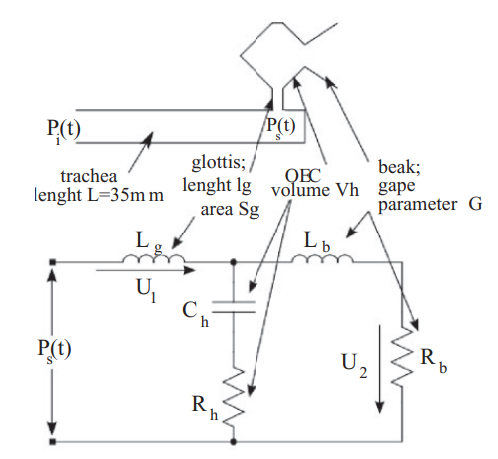 P_i(t)
P_s(t)
trachea
lenght L=35m m
glottis;
lenght lg
area Sg
OEC
volume Vh
beak;
gape
parameter G
L_g
L_b
U_1
C_h
P_s(t)
U_2
R_b
R_h